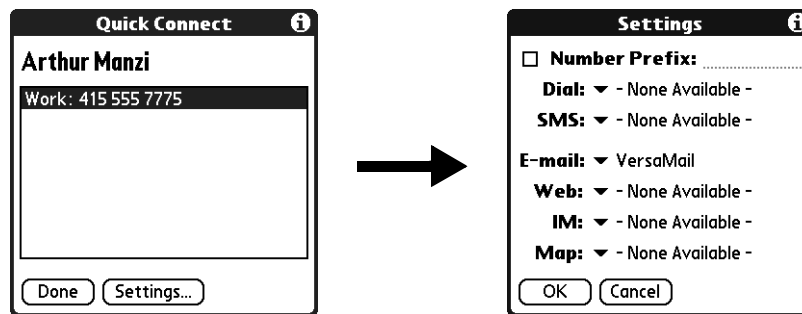 Quick Connect
Arthur Manzi
Work: 415 555 7775
Done Settings...
Settings
Number Prefix:
Dial: - None Available -
SMS: - None Available -
E-mail: VersaMail
Web: - None Available -
IM: - None Available -
Map: - None Available -
OK Cancel